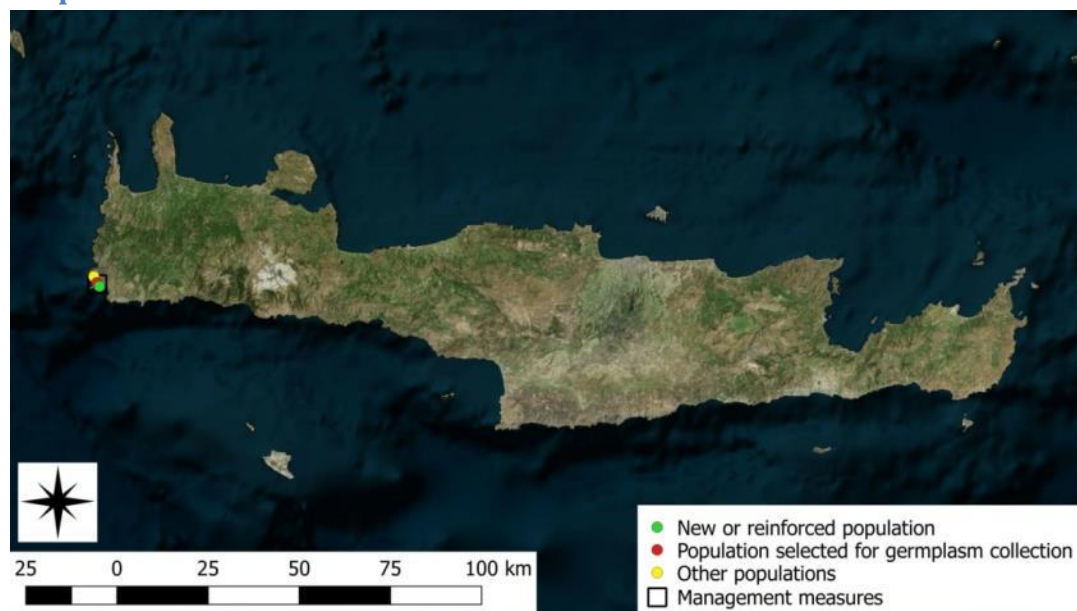 New or reinforced population
Population selected for germplasm collection
Other populations
Management measures
25 0 25 50 75 100 km